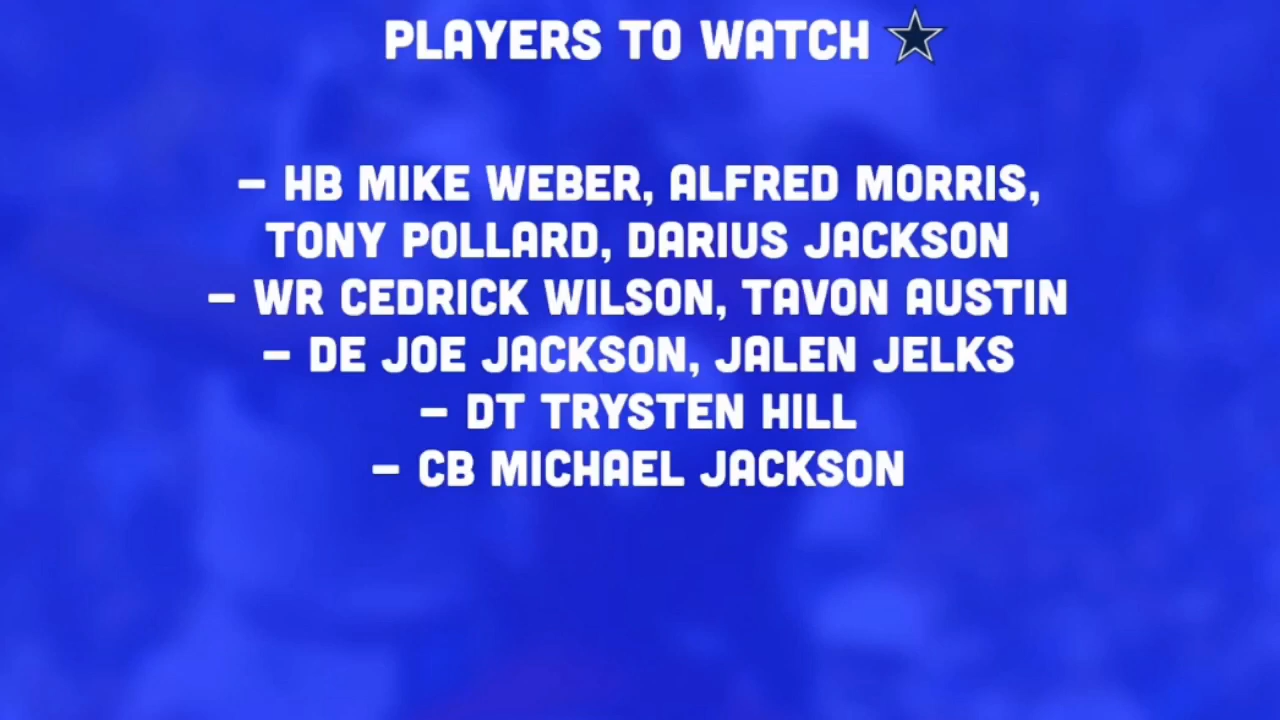 PLAYERS TO WATCH
– HB MIKE WEBER, ALFRED MORRIS,
TONY POLLARD, DARIUS JACKSON
– WR CEDRICK WILSON, TAVON AUSTIN
– DE JOE JACKSON, JALEN JELKS
– DT TRYSTEN HILL
– CB MICHAEL JACKSON